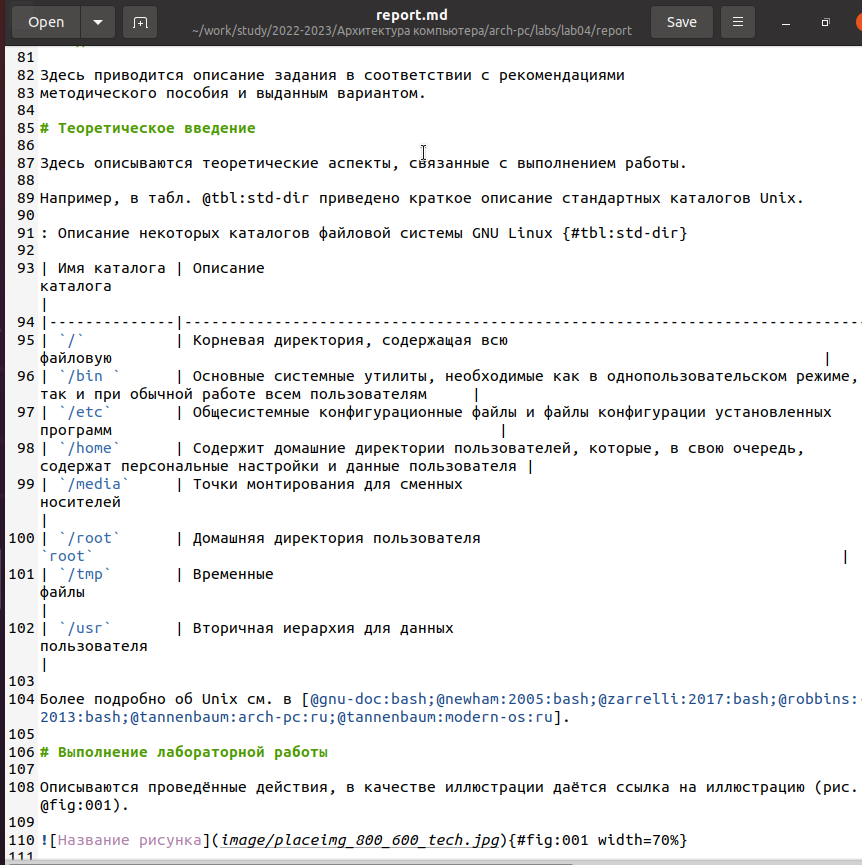 Open
report.md
~/work/study/2022-2023/Архитектура компьютера/arch-pc/labs/lab04/report
Save
81
82 Здесь приводится описание задания в соответствии с рекомендациями
83 методического пособия и выданным вариантом.
84
85 # Теоретическое введение
86
87 Здесь описываются теоретические аспекты, связанные с выполнением работы.
88
89 Например, в табл. @tbl:std-dir приведено краткое описание стандартных каталогов Unix.
90
91 : Описание некоторых каталогов файловой системы GNU Linux {#tbl:std-dir}
92
93 | Имя каталога | Описание
каталога
|
94 |--------------|---------------------------------------------------------------------------
95 | `/`          | Корневая директория, содержащая всю
файловую                                                                               |
96 | `/bin `      | Основные системные утилиты, необходимые как в однопользовательском режиме,
так и при обычной работе всем пользователям     |
97 | `/etc`       | Общесистемные конфигурационные файлы и файлы конфигурации установленных
программ                                           |
98 | `/home`      | Содержит домашние директории пользователей, которые, в свою очередь,
содержат персональные настройки и данные пользователя |
99 | `/media`     | Точки монтирования для сменных
носителей
|
100 | `/root`      | Домашняя директория пользователя
`root`                                                                                   |
101 | `/tmp`       | Временные
файлы
|
102 | `/usr`       | Вторичная иерархия для данных
пользователя
|
103
104 Более подробно об Unix см. в [@gnu-doc:bash;@newham:2005:bash;@zarrelli:2017:bash;@robbins:
2013:bash;@tannenbaum:arch-pc:ru;@tannenbaum:modern-os:ru].
105
106 # Выполнение лабораторной работы
107
108 Описываются проведённые действия, в качестве иллюстрации даётся ссылка на иллюстрацию (рис.
@fig:001).
109
110 ![Название рисунка](image/placeimg_800_600_tech.jpg){#fig:001 width=70%}
111